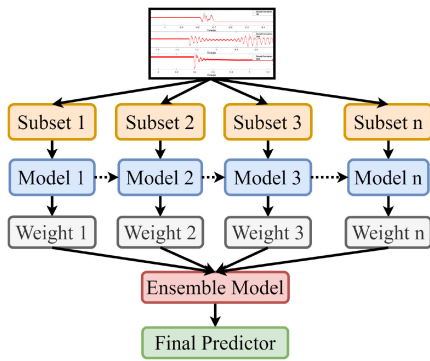 Subset 1 Subset 2 Subset 3 Subset n
Model 1 Model 2 Model 3 Model n
Weight 1 Weight 2 Weight 3 Weight n
Ensemble Model
Final Predictor